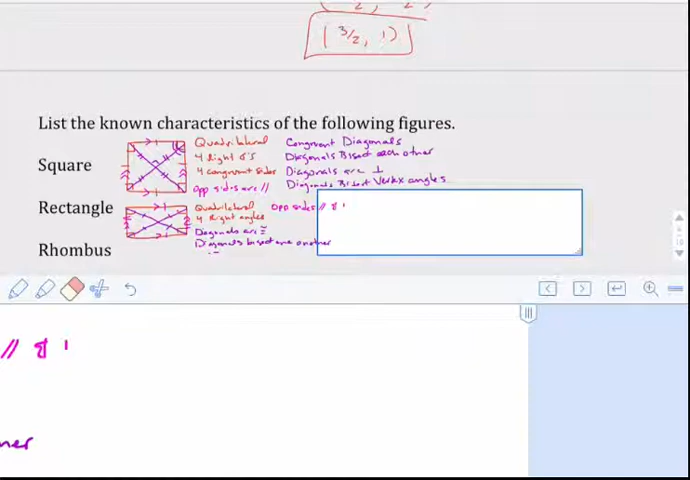 ( 3/2, 1 )
List the known characteristics of the following figures.
Quadrilateral Congruent Diagonals
4 Right ∠'s Diagonals Bisect each other
Square 4 congruent sides Diagonals are ⊥
opp sides are // Diagonals Bisect Vertex angles
Rectangle Quadrilateral opp sides //
4 Right angles
Diagonals are ≅
Diagonals bisect one another
Rhombus
//